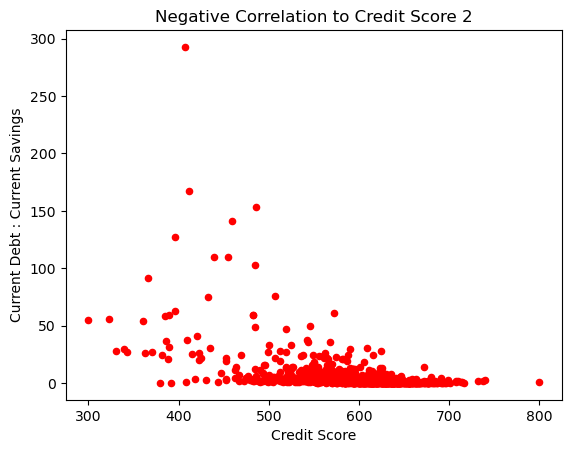 Negative Correlation to Credit Score 2
300
250
200
150
100
50
0
Current Debt : Current Savings
300 400 500 600 700 800
Credit Score